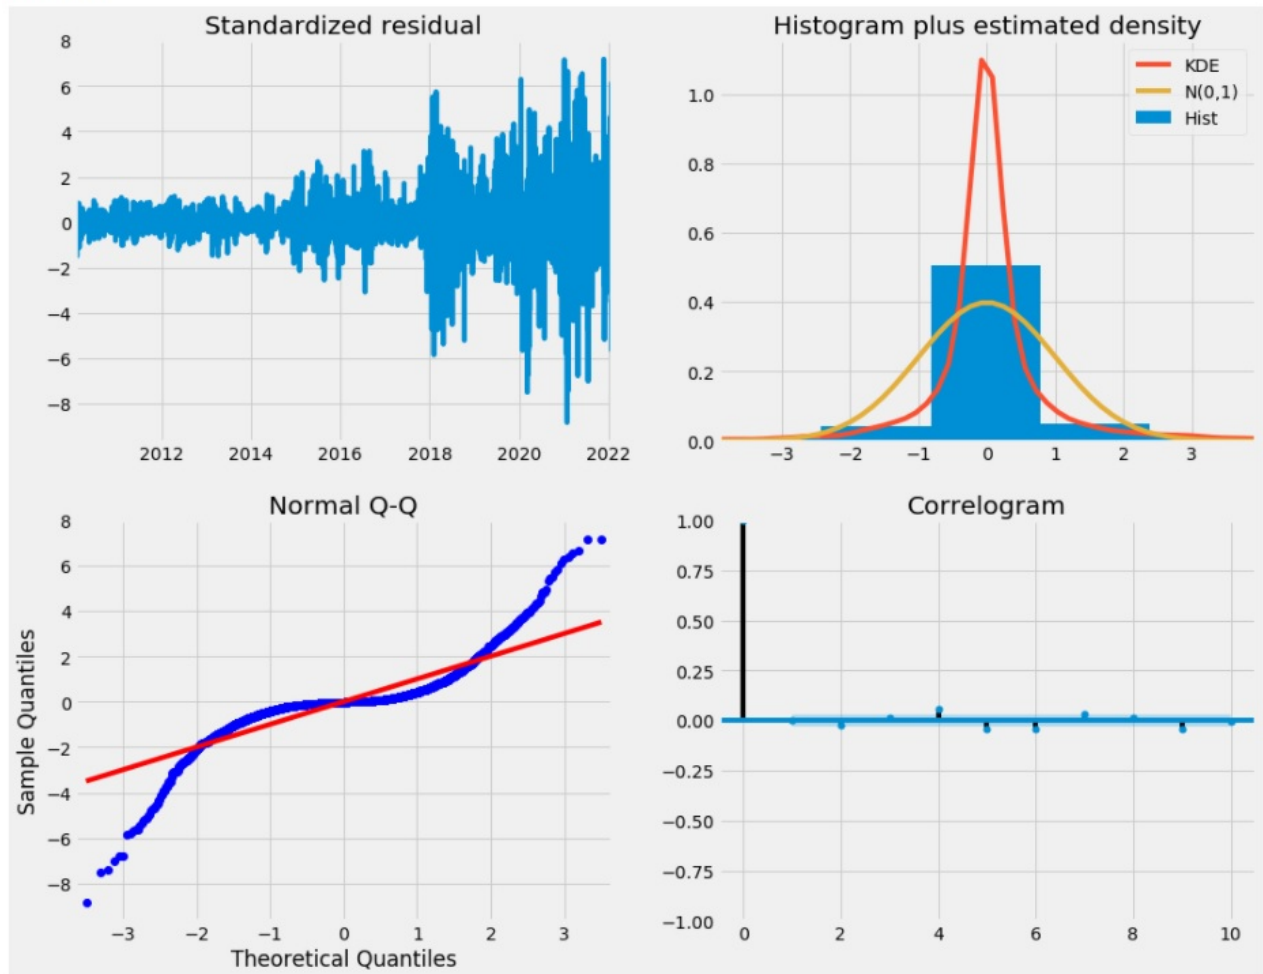 Standardized residual
8
6
4
2
0
−2
−4
−6
−8
2012 2014 2016 2018 2020 2022
Histogram plus estimated density
KDE
N(0,1)
Hist
1.0
0.8
0.6
0.4
0.2
0.0
−3 −2 −1 0 1 2 3
Normal Q-Q
Sample Quantiles
8
6
4
2
0
−2
−4
−6
−8
−3 −2 −1 0 1 2 3
Theoretical Quantiles
Correlogram
1.00
0.75
0.50
0.25
0.00
−0.25
−0.50
−0.75
−1.00
0 2 4 6 8 10